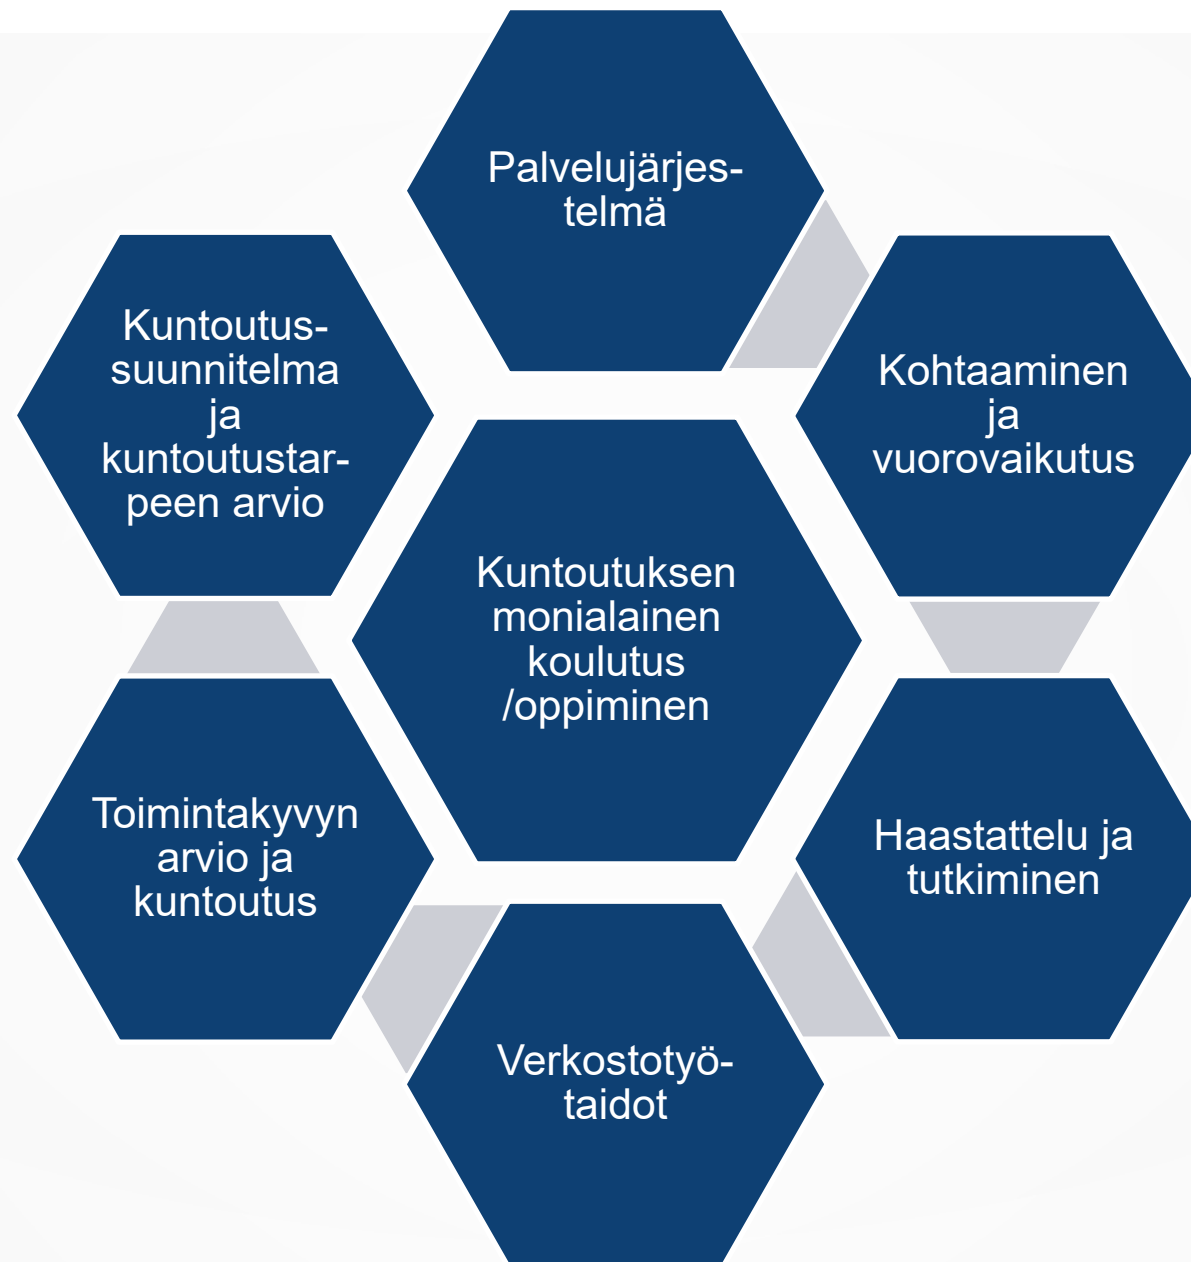 Palvelujärjes-
telmä
Kuntoutus-
suunnitelma
ja
kuntoutustar-
peen arvio
Kohtaaminen
ja
vuorovaikutus
Kuntoutuksen
monialainen
koulutus
/oppiminen
Toimintakyvyn
arvio ja
kuntoutus
Haastattelu ja
tutkiminen
Verkostotyö-
taidot